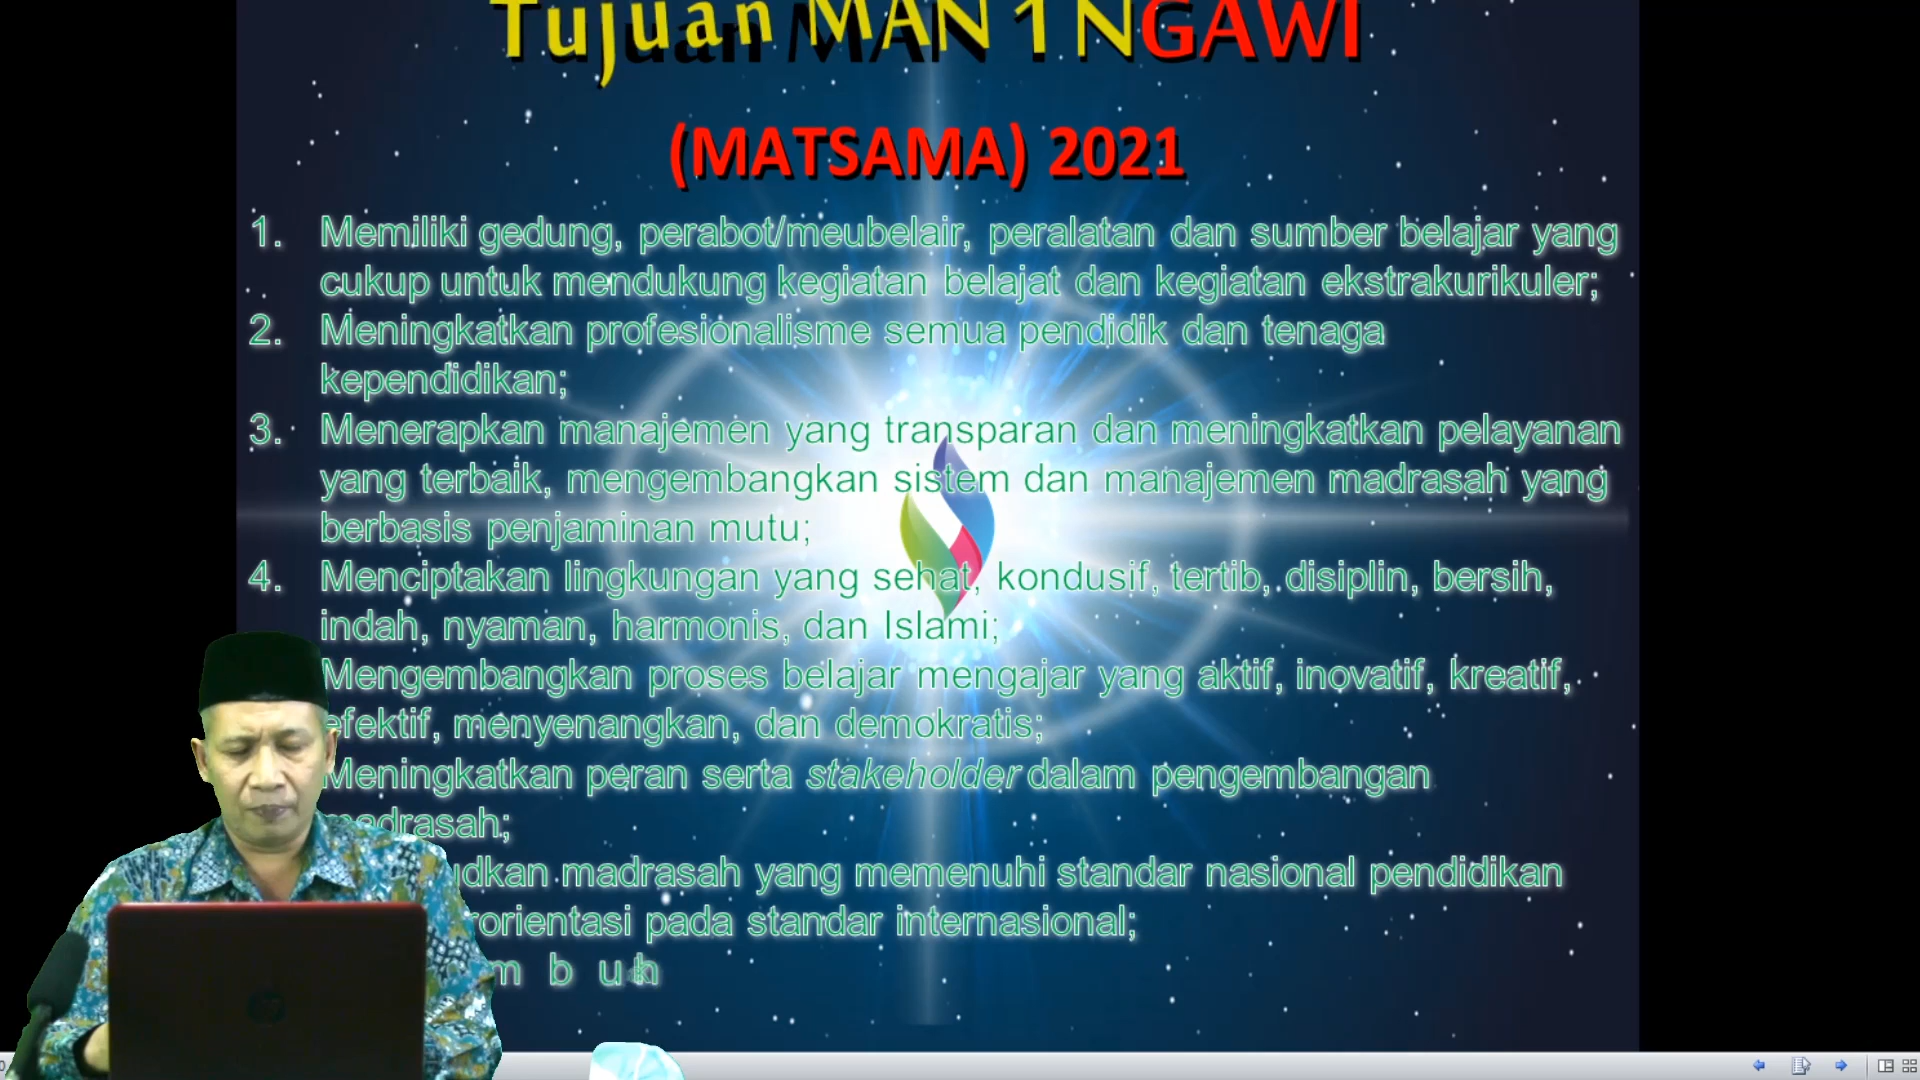 Tujuan MAN 1 NGAWI
(MATSAMA) 2021
1. Memiliki gedung, perabot/meubelair, peralatan dan sumber belajar yang
cukup untuk mendukung kegiatan belajat dan kegiatan ekstrakurikuler;
2. Meningkatkan profesionalisme semua pendidik dan tenaga
kependidikan;
3. Menerapkan manajemen yang transparan dan meningkatkan pelayanan
yang terbaik, mengembangkan sistem dan manajemen madrasah yang
berbasis penjaminan mutu;
4. Menciptakan lingkungan yang sehat, kondusif, tertib, disiplin, bersih,
indah, nyaman, harmonis, dan Islami;
Mengembangkan proses belajar mengajar yang aktif, inovatif, kreatif,
efektif, menyenangkan, dan demokratis;
Meningkatkan peran serta stakeholder dalam pengembangan
madrasah;
udkan madrasah yang memenuhi standar nasional pendidikan
rorientasi pada standar internasional;
m b u